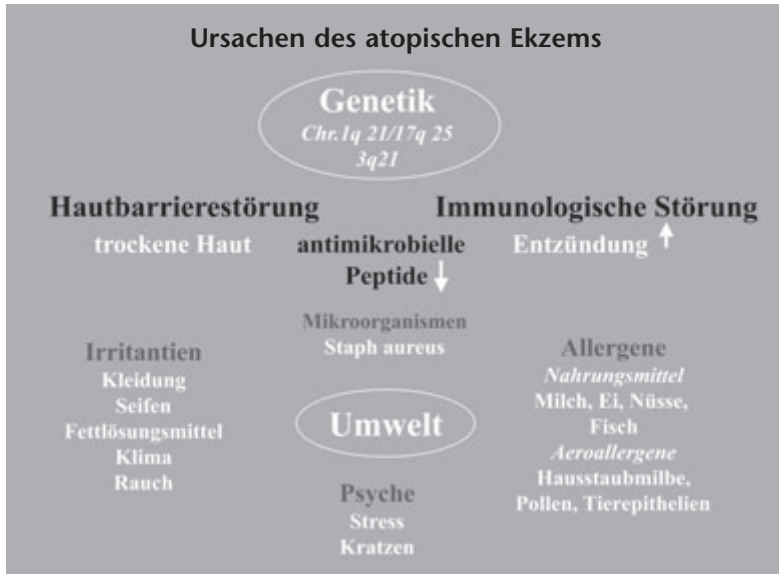 Ursachen des atopischen Ekzems
Genetik
Chr.1q 21/17q 25
3q21
Hautbarrierestörung
trockene Haut
antimikrobielle
Peptide
Immunologische Störung
Entzündung
Mikroorganismen
Staph aureus
Irritantien
Kleidung
Seifen
Fettlösungsmittel
Klima
Rauch
Umwelt
Psyche
Stress
Kratzen
Allergene
Nahrungsmittel
Milch, Ei, Nüsse,
Fisch
Aeroallergene
Hausstaubmilbe,
Pollen, Tierepithelien